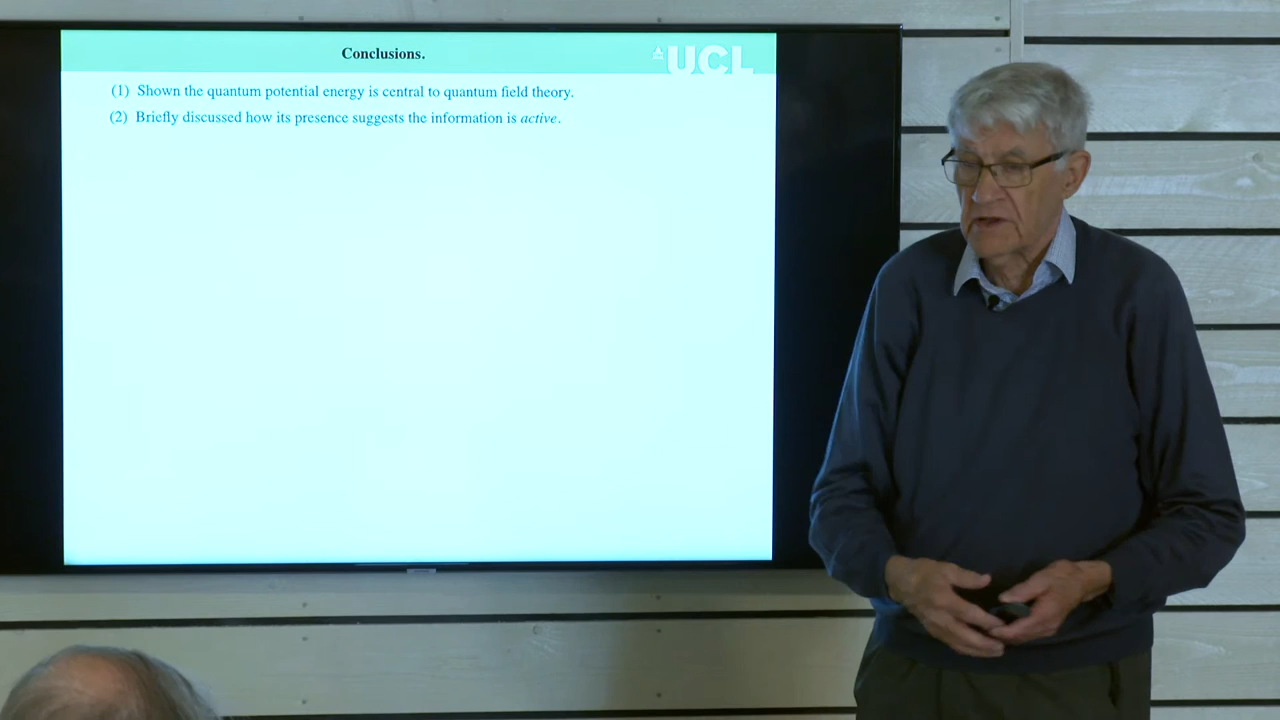 Conclusions.
UCL
(1) Shown the quantum potential energy is central to quantum field theory.
(2) Briefly discussed how its presence suggests the information is active.